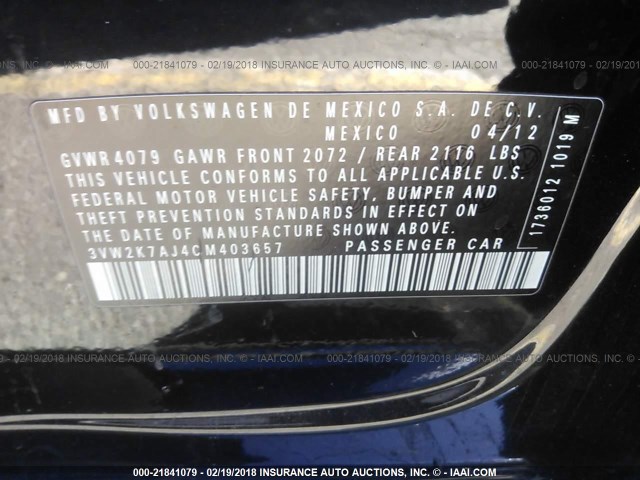 000-21841079 - 02/19/2018 INSURANCE AUTO AUCTIONS, INC. - © - IAAI.COM
MFD BY VOLKSWAGEN DE MEXICO S.A. DE C.V.
MEXICO 04/12
GVWR 4079 GAWR FRONT 2072 / REAR 2116 LBS
THIS VEHICLE CONFORMS TO ALL APPLICABLE U.S.
FEDERAL MOTOR VEHICLE SAFETY, BUMPER AND
THEFT PREVENTION STANDARDS IN EFFECT ON
THE DATE OF MANUFACTURE SHOWN ABOVE.
3VW2K7AJ4CM403657 PASSENGER CAR
1736012 1019 M
000-21841079 - 02/19/2018 INSURANCE AUTO AUCTIONS, INC. - © - IAAI.COM
000-21841079 - 02/19/2018 INSURANCE AUTO AUCTIONS, INC. - © - IAAI.COM